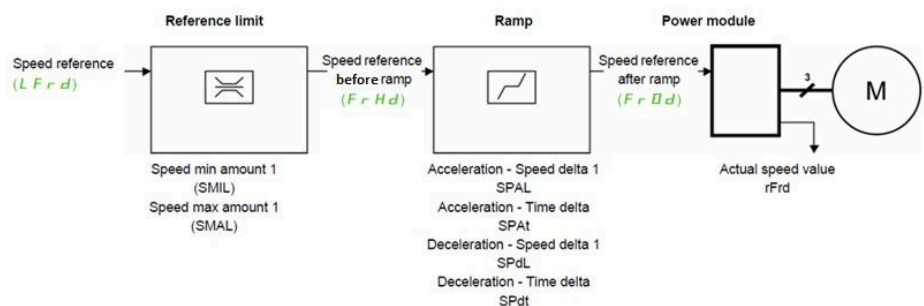 Reference limit
Ramp
Power module
Speed reference
(LFrd)
Speed reference
before ramp
(FrHd)
Speed reference
after ramp
(FrOd)
3
M
Speed min amount 1
(SMIL)
Speed max amount 1
(SMAL)
Acceleration - Speed delta 1
SPAL
Acceleration - Time delta
SPAt
Deceleration - Speed delta 1
SPdL
Deceleration - Time delta
SPdt
Actual speed value
rFrd